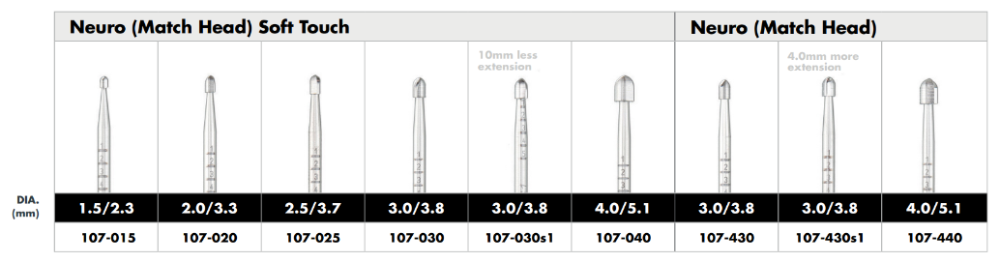 Neuro (Match Head) Soft Touch
Neuro (Match Head)
10mm less
extension
4.0mm more
extension
DIA.
(mm)
1.5/2.3 2.0/3.3 2.5/3.7 3.0/3.8 3.0/3.8 4.0/5.1 3.0/3.8 3.0/3.8 4.0/5.1
107-015 107-020 107-025 107-030 107-030s1 107-040 107-430 107-430s1 107-440